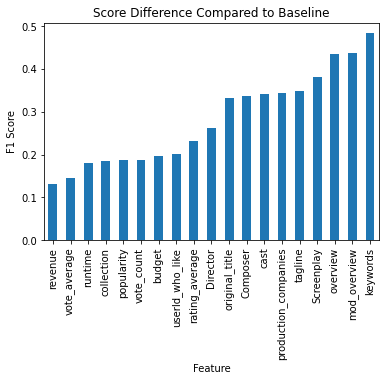 Score Difference Compared to Baseline
F1 Score
0.5
0.4
0.3
0.2
0.1
0.0
revenue
vote_average
runtime
collection
popularity
vote_count
budget
userId_who_like
rating_average
Director
original_title
Composer
cast
production_companies
tagline
Screenplay
overview
mod_overview
keywords
Feature